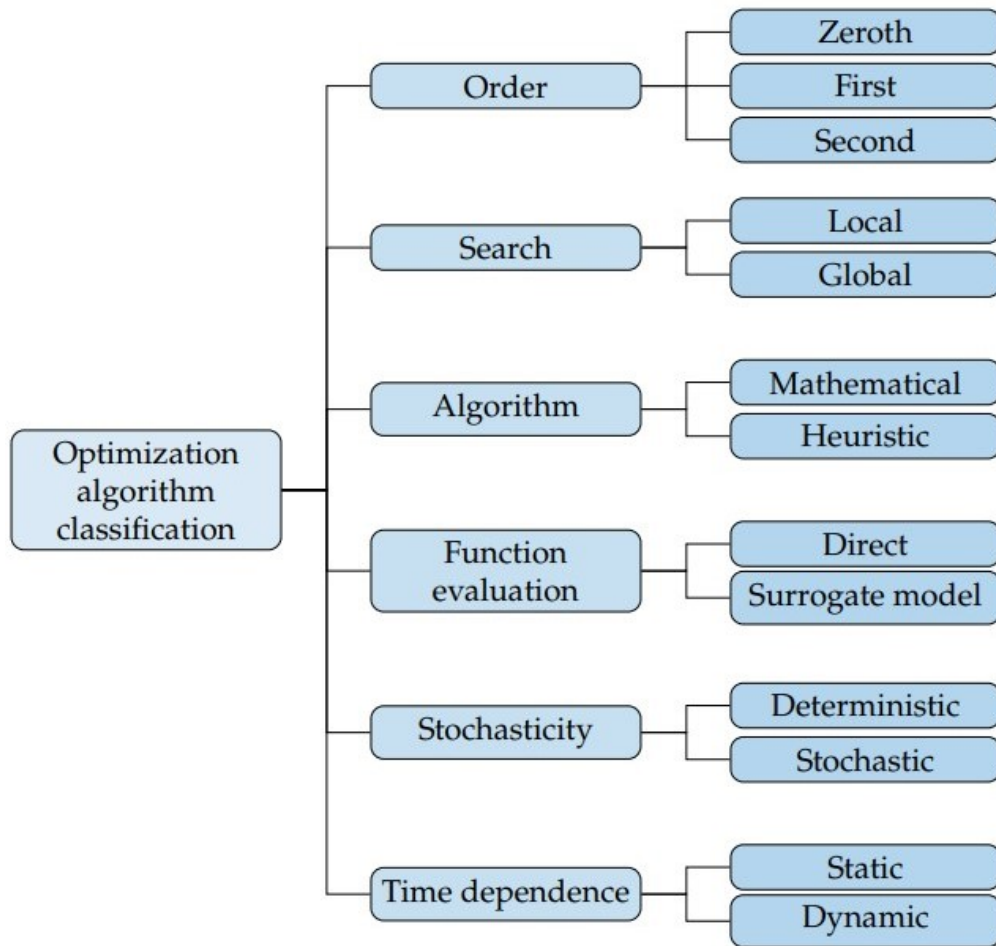 Optimization
algorithm
classification
Order
Zeroth
First
Second
Search
Local
Global
Algorithm
Mathematical
Heuristic
Function
evaluation
Direct
Surrogate model
Stochasticity
Deterministic
Stochastic
Time dependence
Static
Dynamic